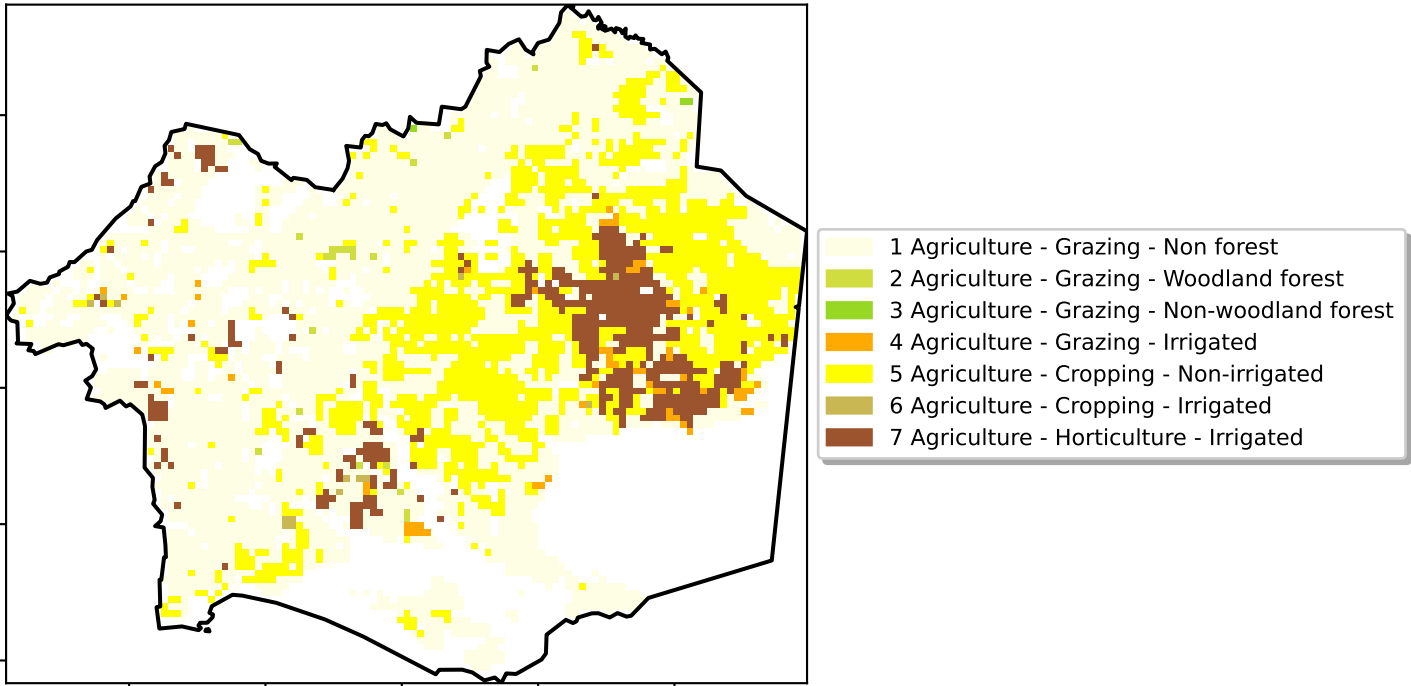 1 Agriculture - Grazing - Non forest
2 Agriculture - Grazing - Woodland forest
3 Agriculture - Grazing - Non-woodland forest
4 Agriculture - Grazing - Irrigated
5 Agriculture - Cropping - Non-irrigated
6 Agriculture - Cropping - Irrigated
7 Agriculture - Horticulture - Irrigated